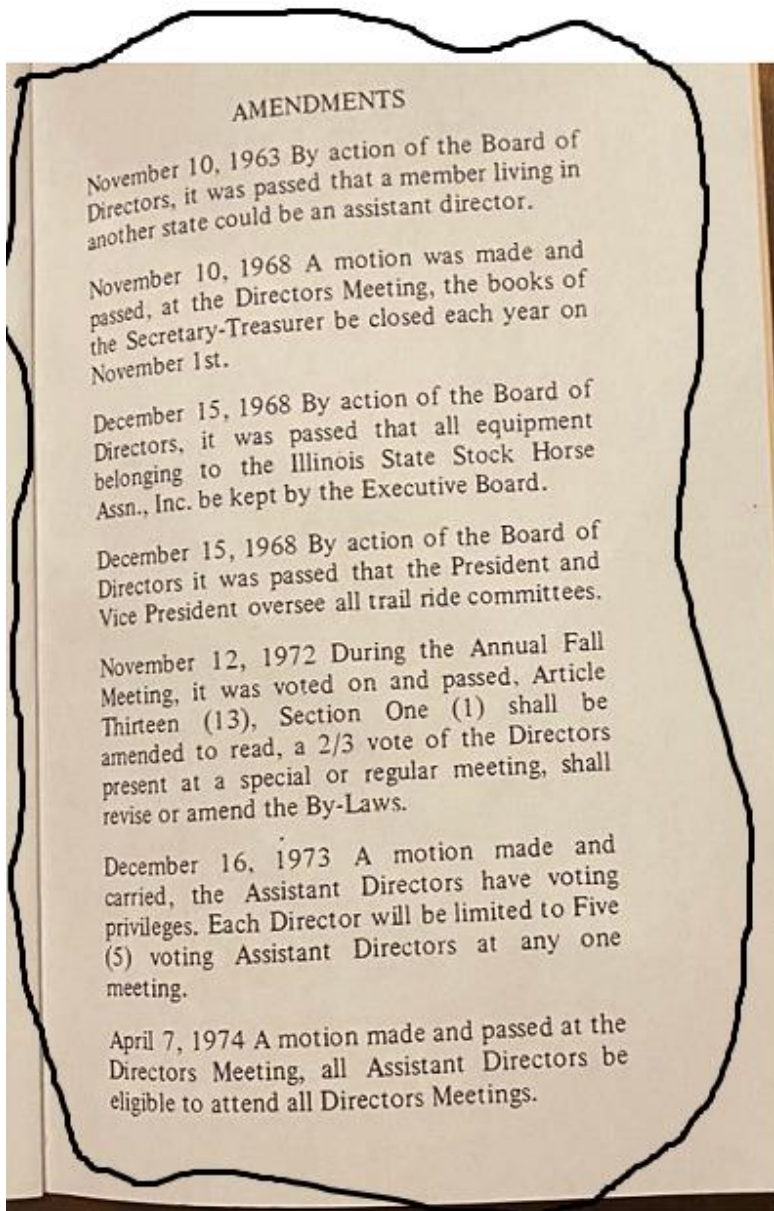 AMENDMENTS
November 10, 1963 By action of the Board of
Directors, it was passed that a member living in
another state could be an assistant director.
November 10, 1968 A motion was made and
passed, at the Directors Meeting, the books of
the Secretary-Treasurer be closed each year on
November 1st.
December 15, 1968 By action of the Board of
Directors, it was passed that all equipment
belonging to the Illinois State Stock Horse
Assn., Inc. be kept by the Executive Board.
December 15, 1968 By action of the Board of
Directors it was passed that the President and
Vice President oversee all trail ride committees.
November 12, 1972 During the Annual Fall
Meeting, it was voted on and passed, Article
Thirteen (13), Section One (1) shall be
amended to read, a 2/3 vote of the Directors
present at a special or regular meeting, shall
revise or amend the By-Laws.
December 16, 1973 A motion made and
carried, the Assistant Directors have voting
privileges. Each Director will be limited to Five
(5) voting Assistant Directors at any one
meeting.
April 7, 1974 A motion made and passed at the
Directors Meeting, all Assistant Directors be
eligible to attend all Directors Meetings.